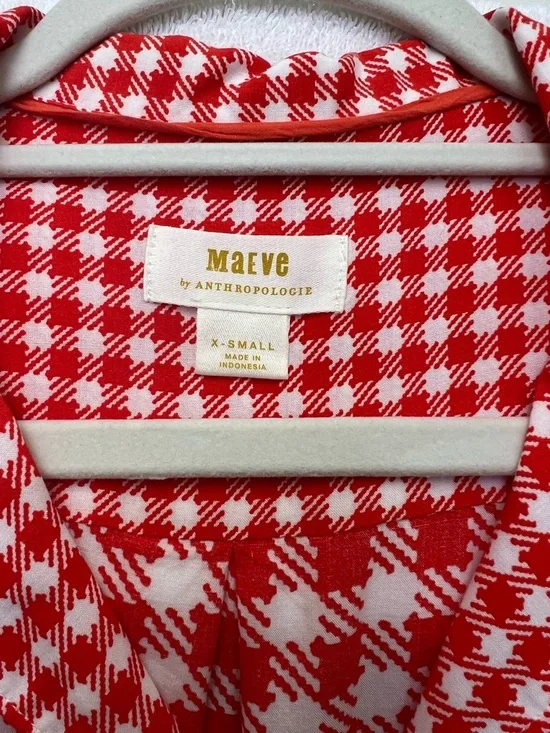 MaEVe
by ANTHROPOLOGIE
X-SMALL
MADE IN
INDONESIA